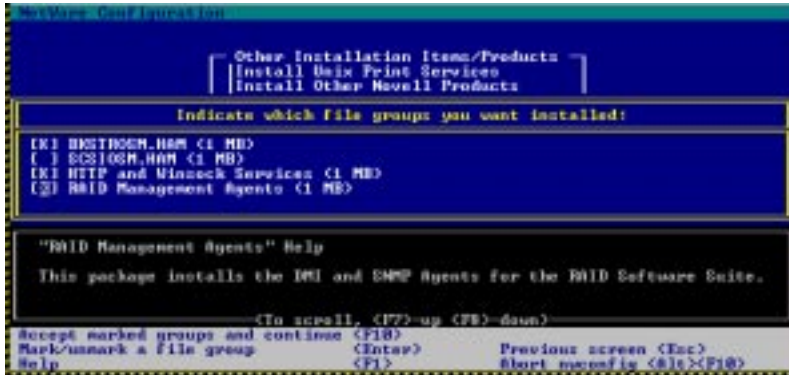 NetWare Configuration
Other Installation Items/Products
Install Unix Print Services
Install Other Novell Products
Indicate which file groups you want installed:
[X] BKSTROSM.HAM (1 MB)
[ ] SCSIOSM.HAM (1 MB)
[X] HTTP and Winsock Services (1 MB)
[X] RAID Management Agents (1 MB)
"RAID Management Agents" Help
This package installs the DMI and SNMP Agents for the RAID Software Suite.
(To scroll, <F7>-up <F8>-down)
Accept marked groups and continue <F10>
Mark/unmark a file group <Enter> Previous screen <Esc>
Help <F1> Abort nwconfig <Alt><F10>